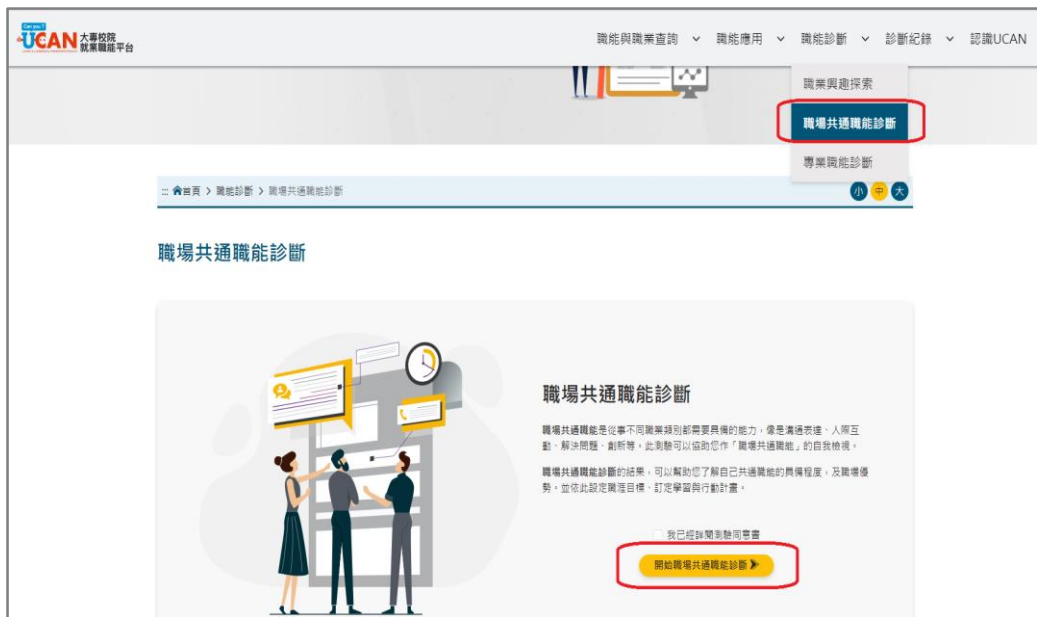 Can you!
UCAN 大專校院
就業職能平台
職能與職業查詢 職能應用 職能診斷 診斷紀錄 認識UCAN
職業興趣探索
職場共通職能診斷
專業職能診斷
::: 首頁 > 職能診斷 > 職場共通職能診斷
小 中 大
職場共通職能診斷
職場共通職能診斷
職場共通職能是從事不同職業類別都需要具備的能力，像是溝通表達、人際互
動、解決問題、創新等。此測驗可以協助您作「職場共通職能」的自我檢視。
職場共通職能診斷的結果，可以幫助您了解自己共通職能的具備程度，及職場優
勢。並依此設定職涯目標、訂定學習與行動計畫。
我已經詳閱測驗同意書
開始職場共通職能診斷